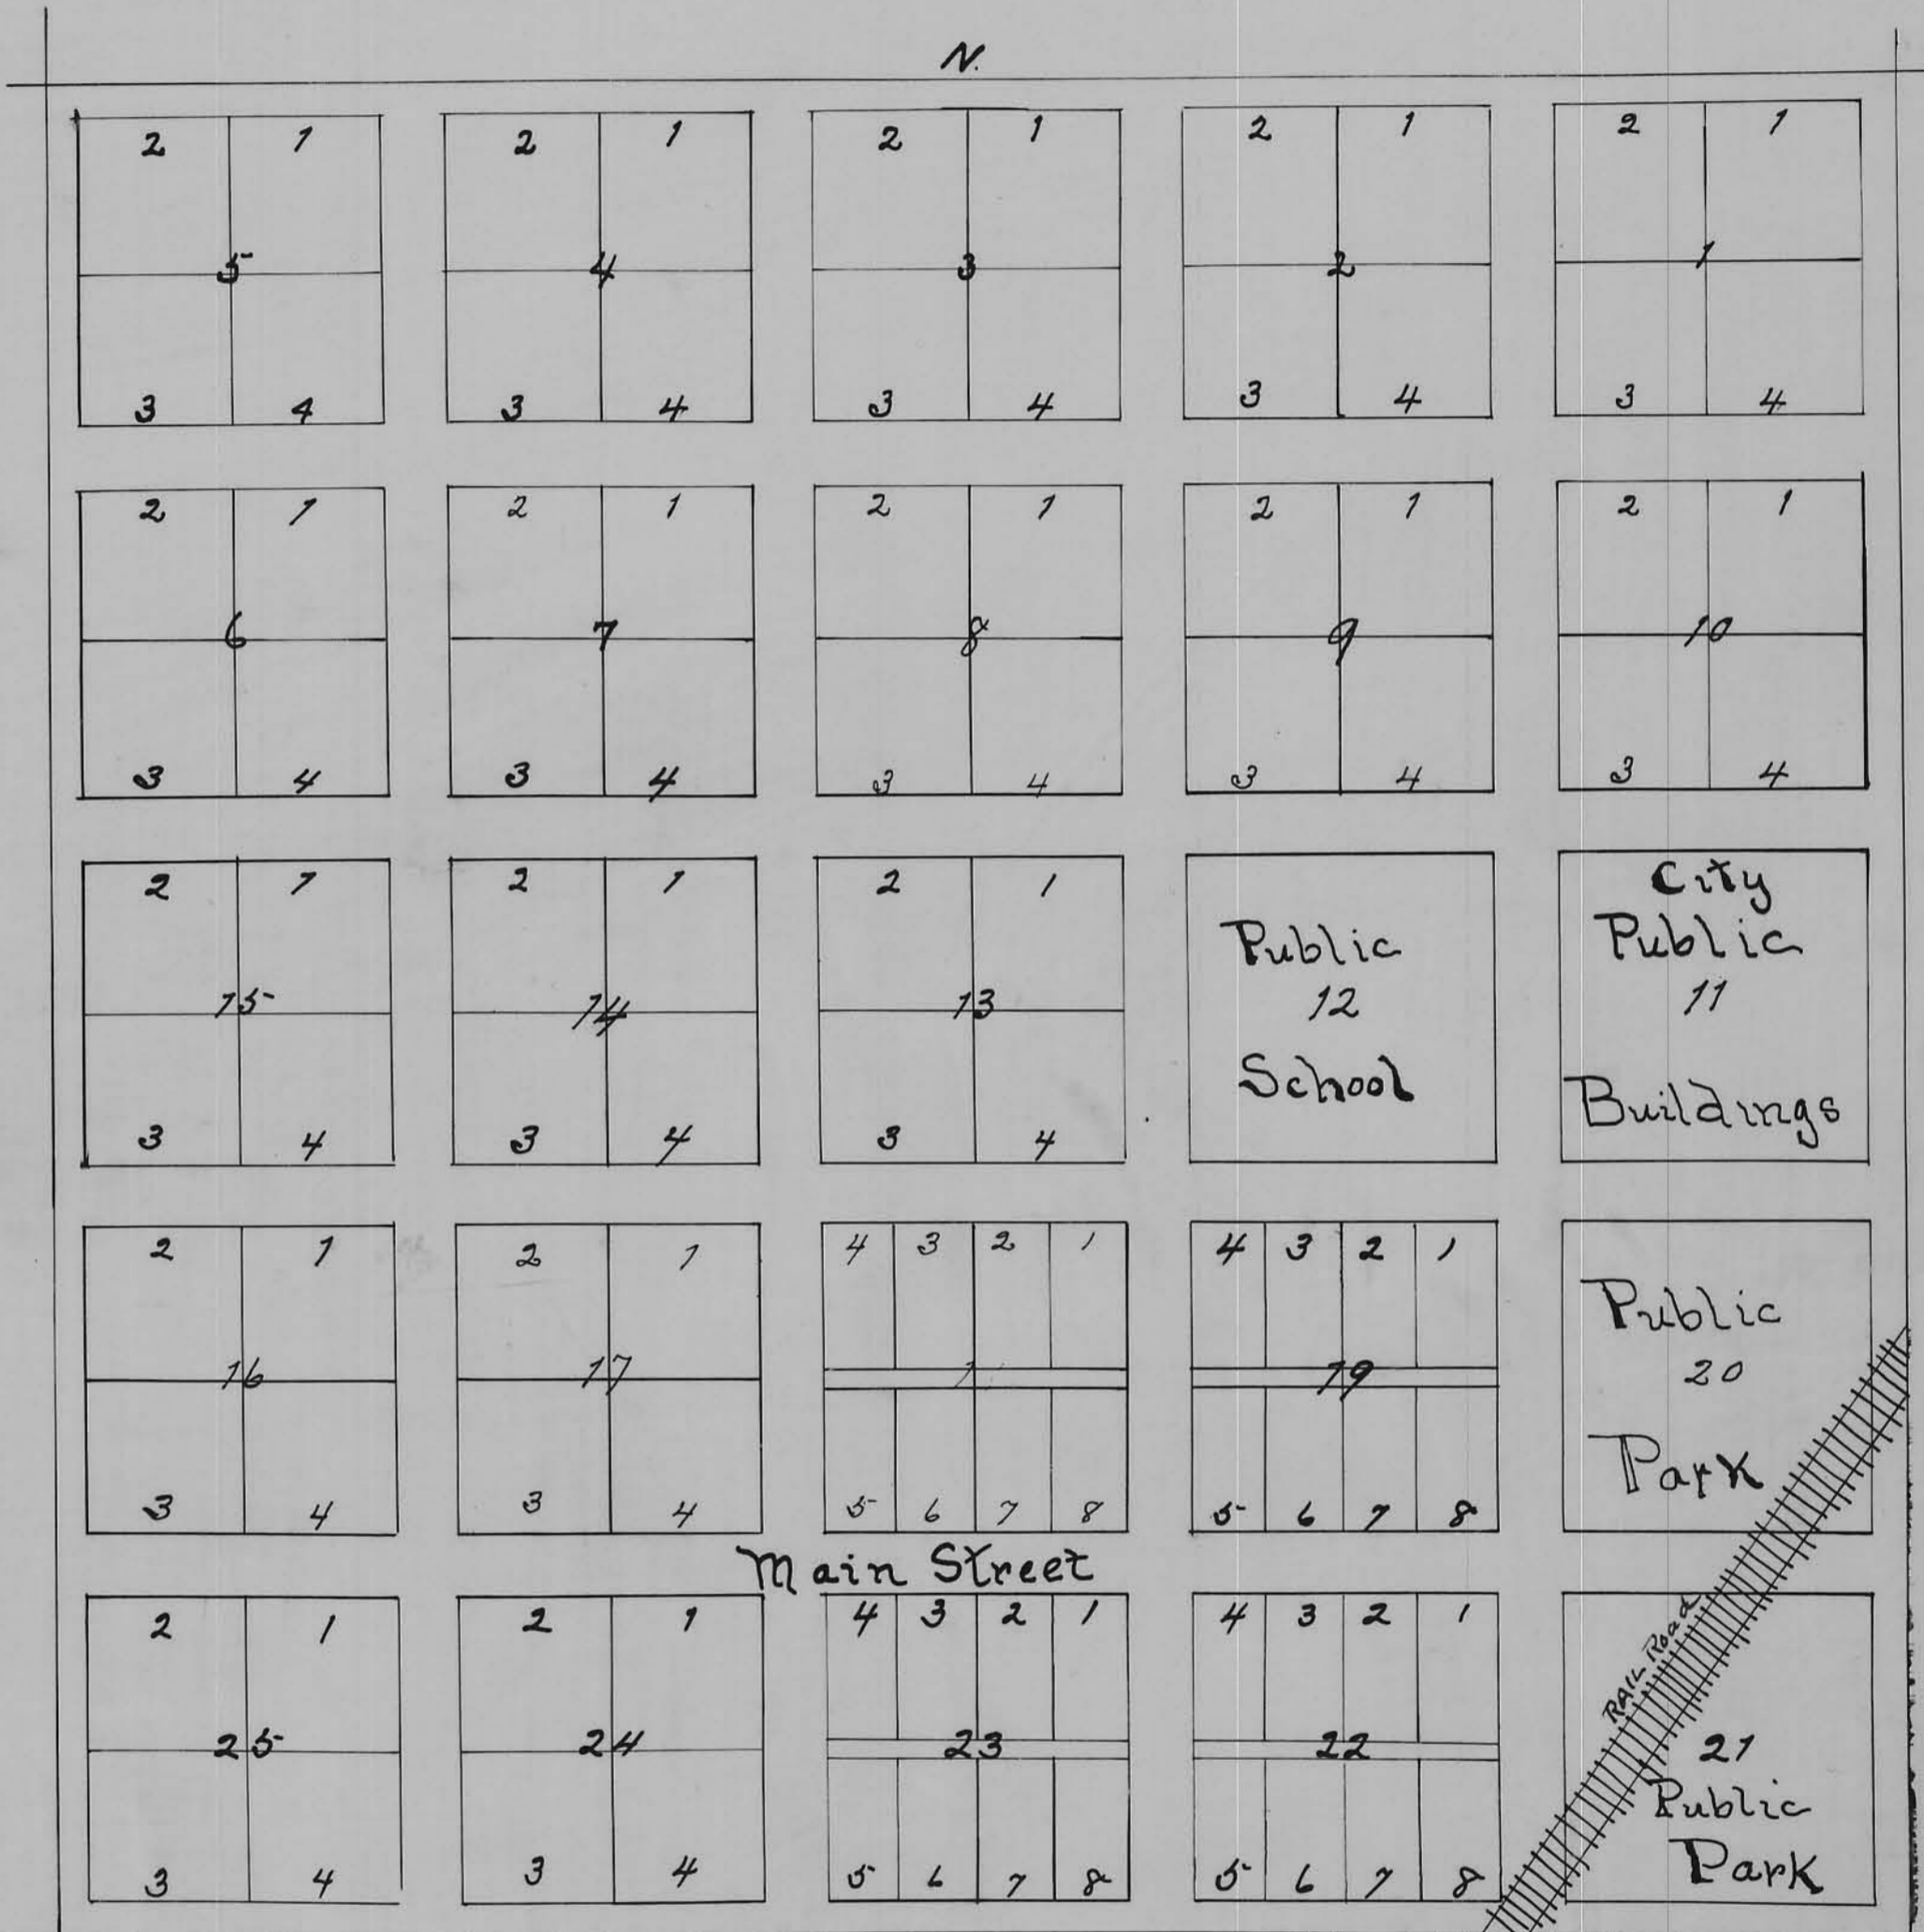 N.
2 1 2 1 2 1 2 1 2 1
5 4 3 2 1
3 4 3 4 3 4 3 4 3 4
2 1 2 1 2 1 2 1 2 1
6 7 8 9 10
3 4 3 4 3 4 3 4 3 4
2 1 2 1 2 1
15 14 13
3 4 3 4 3 4
Public
12
School
City
Public
11
Buildings
2 1 2 1 4 3 2 1 4 3 2 1
16 17 1 19
3 4 3 4 5 6 7 8 5 6 7 8
Public
20
Park
Main Street
2 1 2 1 4 3 2 1 4 3 2 1
25 24 23 22
3 4 3 4 5 6 7 8 5 6 7 8
RAIL Road
21
Public
Park